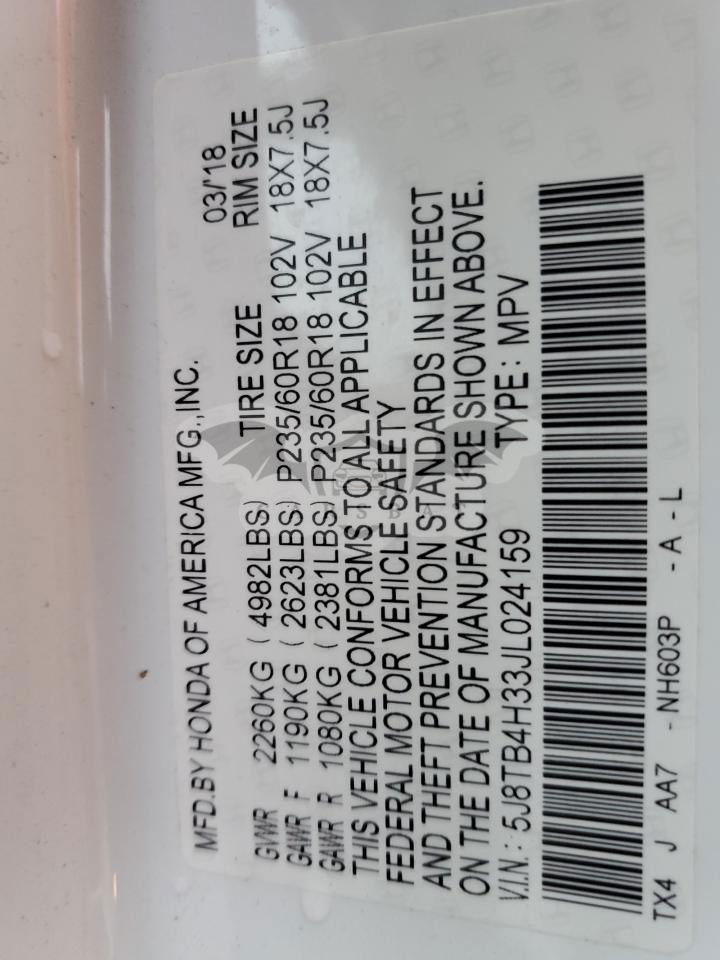 MFD.BY HONDA OF AMERICA MFG.,INC. 03/'18
TIRE SIZE RIM SIZE
GVWR 2260KG ( 4982LBS)
GAWR F 1190KG ( 2623LBS) P235/60R18 102V 18X7.5J
GAWR R 1080KG ( 2381LBS) P235/60R18 102V 18X7.5J
THIS VEHICLE CONFORMS TO ALL APPLICABLE
FEDERAL MOTOR VEHICLE SAFETY
AND THEFT PREVENTION STANDARDS IN EFFECT
ON THE DATE OF MANUFACTURE SHOWN ABOVE.
V.I.N.: 5J8TB4H33JL024159 TYPE: MPV
TX4 J AA7 - NH603P - A - L